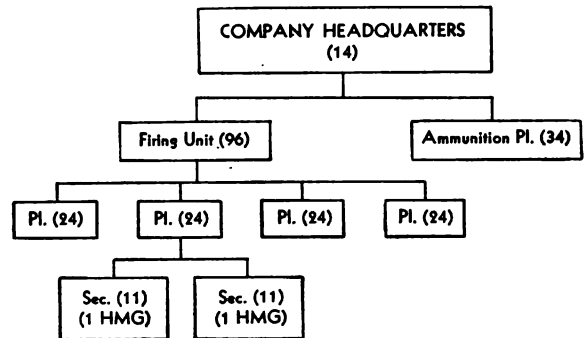 COMPANY HEADQUARTERS
(14)
Firing Unit (96)
Ammunition Pl. (34)
Pl. (24)
Pl. (24)
Pl. (24)
Pl. (24)
Sec. (11)
(1 HMG)
Sec. (11)
(1 HMG)